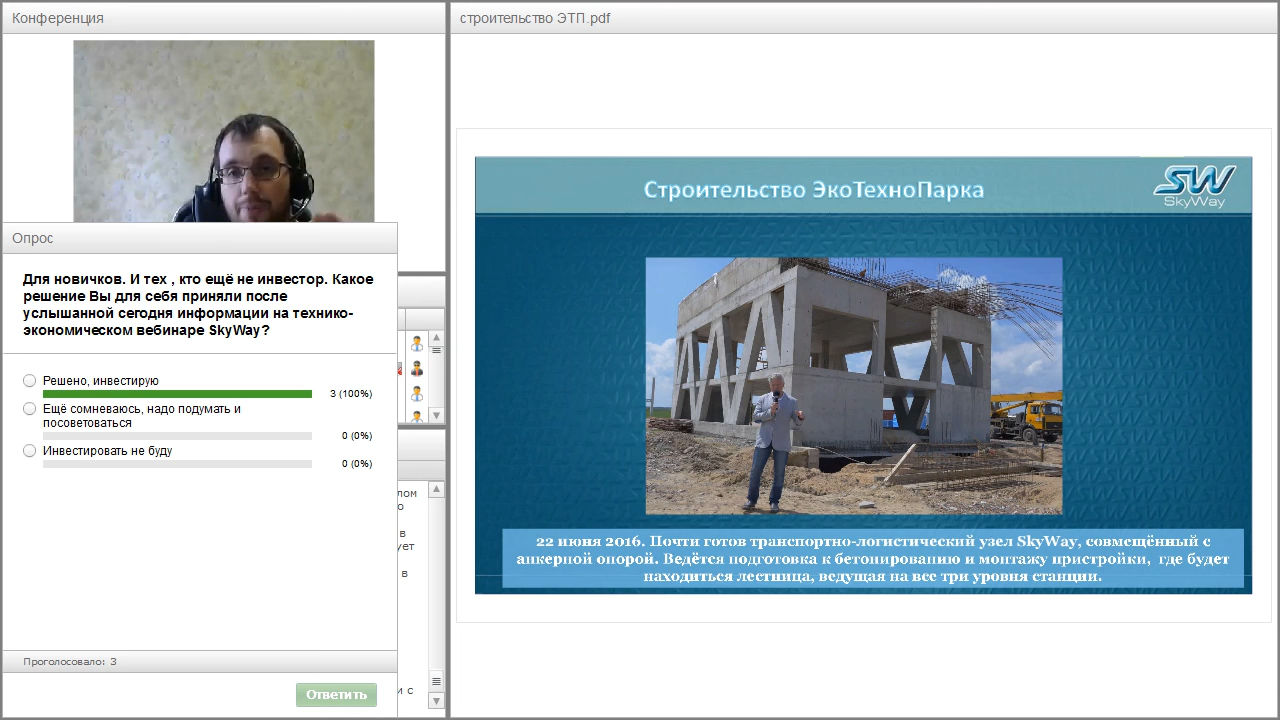 Конференция
Опрос
Для новичков. И тех , кто ещё не инвестор. Какое
решение Вы для себя приняли после
услышанной сегодня информации на технико-
экономическом вебинаре SkyWay?
Решено, инвестирую
3 (100%)
Ещё сомневаюсь, надо подумать и
посоветоваться
0 (0%)
Инвестировать не буду
0 (0%)
Проголосовало: 3
Ответить
строительство ЭТП.pdf
Строительство ЭкоТехноПарка
SW
SkyWay
22 июня 2016. Почти готов транспортно-логистический узел SkyWay, совмещённый с
анкерной опорой. Ведётся подготовка к бетонированию и монтажу пристройки, где будет
находиться лестница, ведущая на все три уровня станции.